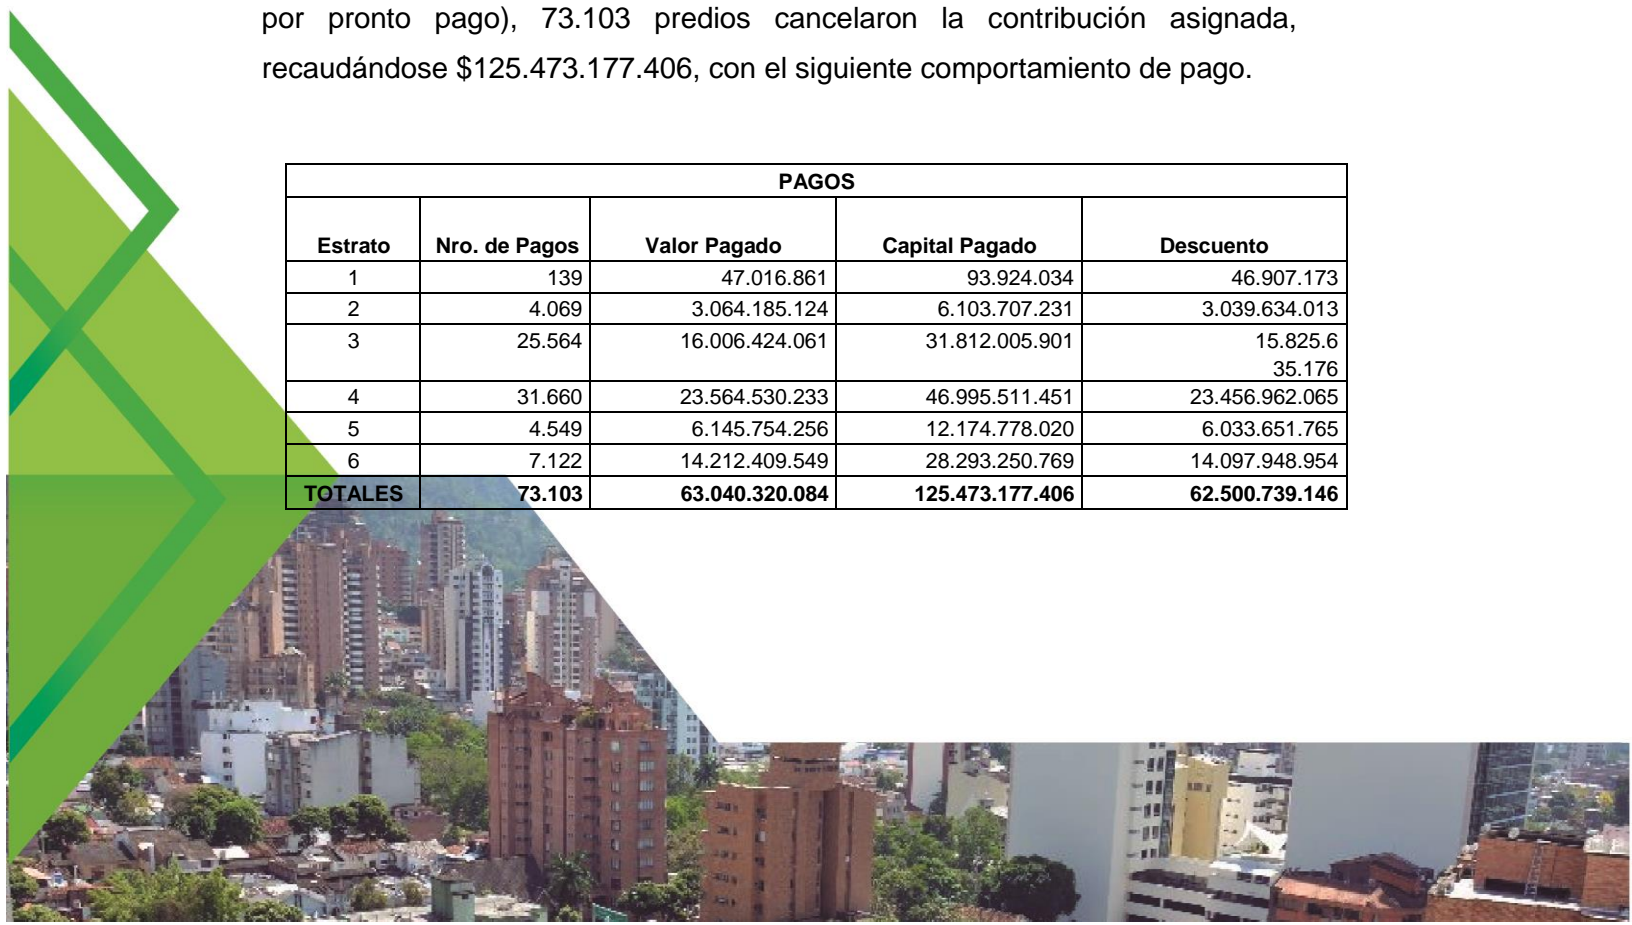 por pronto pago), 73.103 predios cancelaron la contribución asignada,
recaudándose $125.473.177.406, con el siguiente comportamiento de pago.
PAGOS
Estrato Nro. de Pagos Valor Pagado Capital Pagado Descuento
1 139 47.016.861 93.924.034 46.907.173
2 4.069 3.064.185.124 6.103.707.231 3.039.634.013
3 25.564 16.006.424.061 31.812.005.901 15.825.6
35.176
4 31.660 23.564.530.233 46.995.511.451 23.456.962.065
5 4.549 6.145.754.256 12.174.778.020 6.033.651.765
6 7.122 14.212.409.549 28.293.250.769 14.097.948.954
TOTALES 73.103 63.040.320.084 125.473.177.406 62.500.739.146